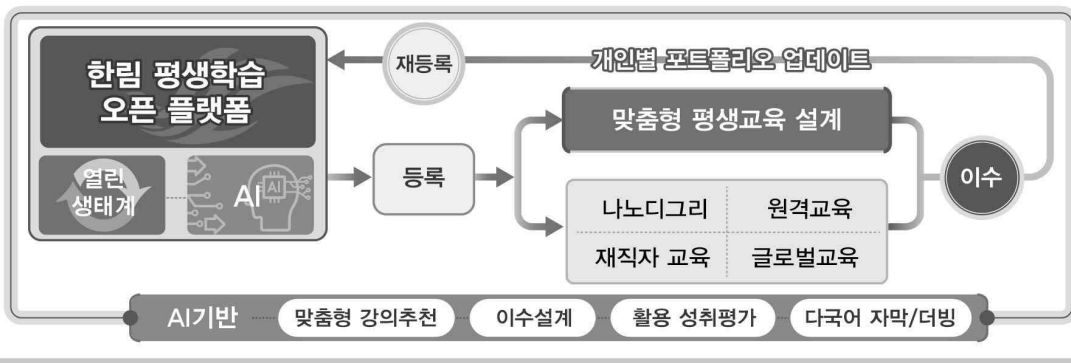 한림 평생학습
오픈 플랫폼
열린
생태계
AI
AI
등록
재등록
개인별 포트폴리오 업데이트
맞춤형 평생교육 설계
나노디그리
원격교육
재직자 교육
글로벌교육
이수
AI기반
맞춤형 강의추천
이수설계
활용 성취평가
다국어 자막/더빙